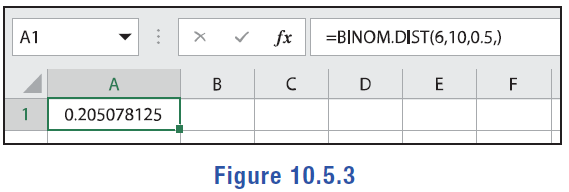 A1 fx =BINOM.DIST(6,10,0.5,)
A B C D E F
1 0.205078125
Figure 10.5.3